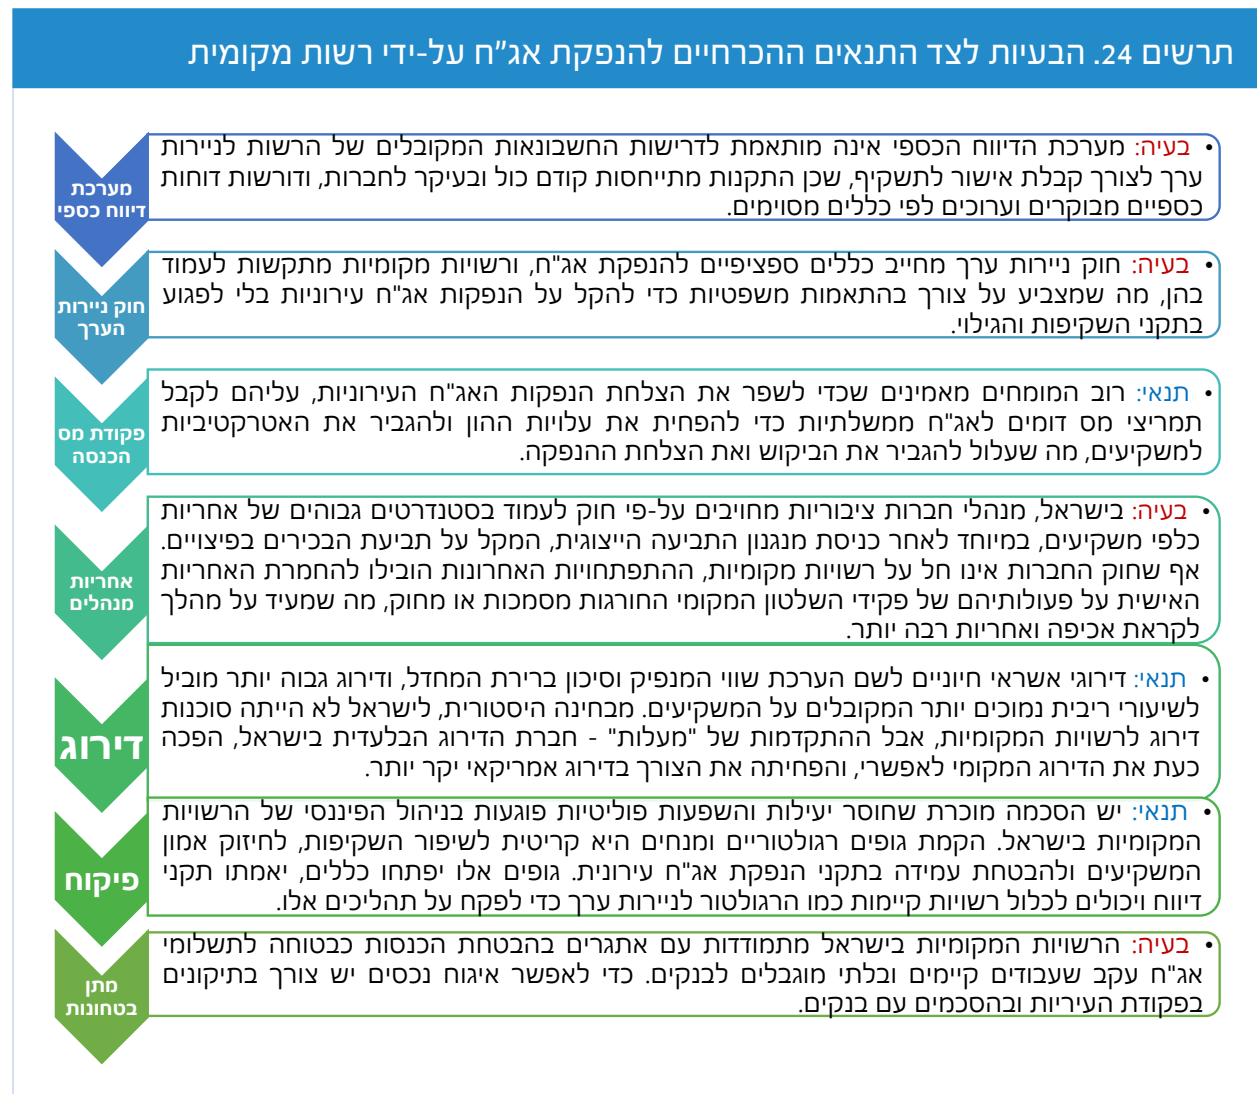 תרשים 24. הבעיות לצד התנאים ההכרחיים להנפקת אג"ח על-ידי רשות מקומית
מערכת
דיווח כספי
• בעיה: מערכת הדיווח הכספי אינה מותאמת לדרישות החשבונאות המקובלים של הרשות לניירות
ערך לצורך קבלת אישור לתשקיף, שכן התקנות מתייחסות קודם כול ובעיקר לחברות, ודורשות דוחות
כספיים מבוקרים וערוכים לפי כללים מסוימים.
חוק ניירות
הערך
• בעיה: חוק ניירות ערך מחייב כללים ספציפיים להנפקת אג"ח, ורשויות מקומיות מתקשות לעמוד
בהן, מה שמצביע על צורך בהתאמות משפטיות כדי להקל על הנפקות אג"ח עירוניות בלי לפגוע
בתקני השקיפות והגילוי.
פקודת מס
הכנסה
• תנאי: רוב המומחים מאמינים שכדי לשפר את הצלחת הנפקות האג"ח העירוניות, עליהם לקבל
תמריצי מס דומים לאג"ח ממשלתיות כדי להפחית את עלויות ההון ולהגביר את האטרקטיביות
למשקיעים, מה שעלול להגביר את הביקוש ואת הצלחת ההנפקה.
אחריות
מנהלים
• בעיה: בישראל, מנהלי חברות ציבוריות מחויבים על-פי חוק לעמוד בסטנדרטים גבוהים של אחריות
כלפי משקיעים, במיוחד לאחר כניסת מנגנון התביעה הייצוגית, המקל על תביעת הבכירים בפיצויים.
אף שחוק החברות אינו חל על רשויות מקומיות, ההתפתחויות האחרונות הובילו להחמרת האחריות
האישית על פעולותיהם של פקידי השלטון המקומי החורגות מסמכות או מחוק, מה שמעיד על מהלך
לקראת אכיפה ואחריות רבה יותר.
דירוג
• תנאי: דירוגי אשראי חיוניים לשם הערכת שווי המנפיק וסיכון ברירת המחדל, ודירוג גבוה יותר מוביל
לשיעורי ריבית נמוכים יותר המקובלים על המשקיעים. מבחינה היסטורית, לישראל לא הייתה סוכנות
דירוג לרשויות המקומיות, אבל ההתקדמות של "מעלות" - חברת הדירוג הבלעדית בישראל, הפכה
כעת את הדירוג המקומי לאפשרי, והפחיתה את הצורך בדירוג אמריקאי יקר יותר.
פיקוח
• תנאי: יש הסכמה מוכרת שחוסר יעילות והשפעות פוליטיות פוגעות בניהול הפיננסי של הרשויות
המקומיות בישראל. הקמת גופים רגולטוריים ומנחים היא קריטית לשיפור השקיפות, לחיזוק אמון
המשקיעים ולהבטחת עמידה בתקני הנפקת אג"ח עירונית. גופים אלו יפתחו כללים, יאמתו תקני
דיווח ויכולים לכלול רשויות קיימות כמו הרגולטור לניירות ערך כדי לפקח על תהליכים אלו.
מתן
בטחונות
• בעיה: הרשויות המקומיות בישראל מתמודדות עם אתגרים בהבטחת הכנסות כבטוחה לתשלומי
אג"ח עקב שעבודים קיימים ובלתי מוגבלים לבנקים. כדי לאפשר איגוח נכסים יש צורך בתיקונים
בפקודת העיריות ובהסכמים עם בנקים.